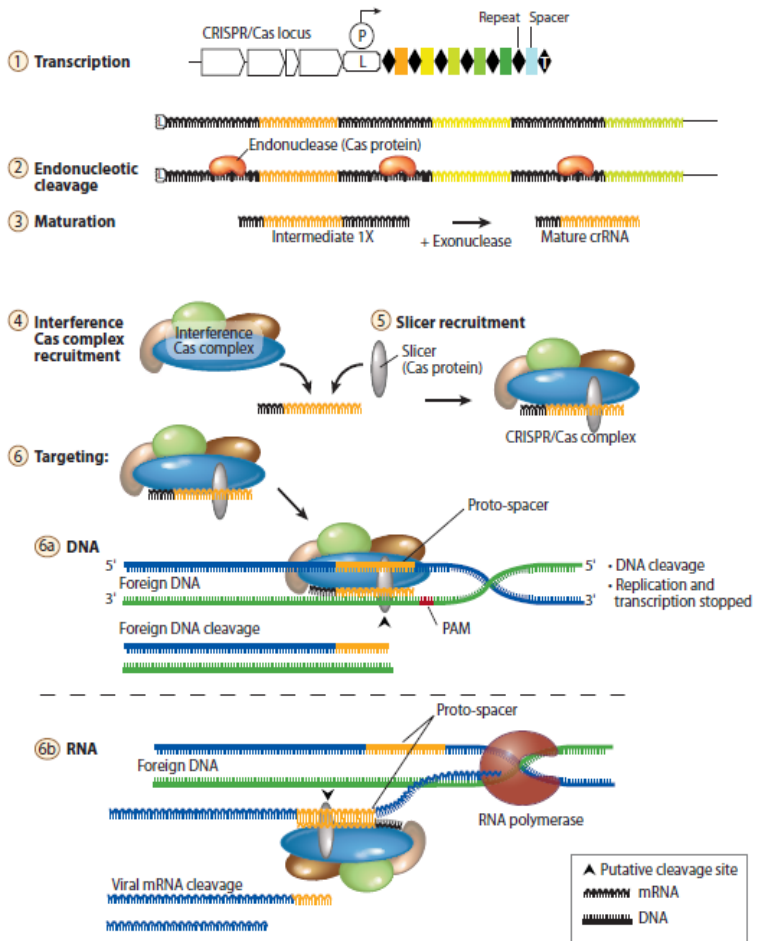 CRISPR/Cas locus
P
Repeat
Spacer
1 Transcription
L
T
L
Endonuclease (Cas protein)
2 Endonucleotic
cleavage
L
3 Maturation
Intermediate 1X
+ Exonuclease
Mature crRNA
4 Interference
Cas complex
recruitment
Interference
Cas complex
5 Slicer recruitment
Slicer
(Cas protein)
CRISPR/Cas complex
6 Targeting:
Proto-spacer
6a DNA
5'
Foreign DNA
3'
5'
3'
• DNA cleavage
• Replication and
transcription stopped
PAM
Foreign DNA cleavage
Proto-spacer
6b RNA
Foreign DNA
RNA polymerase
Viral mRNA cleavage
Putative cleavage site
mRNA
DNA